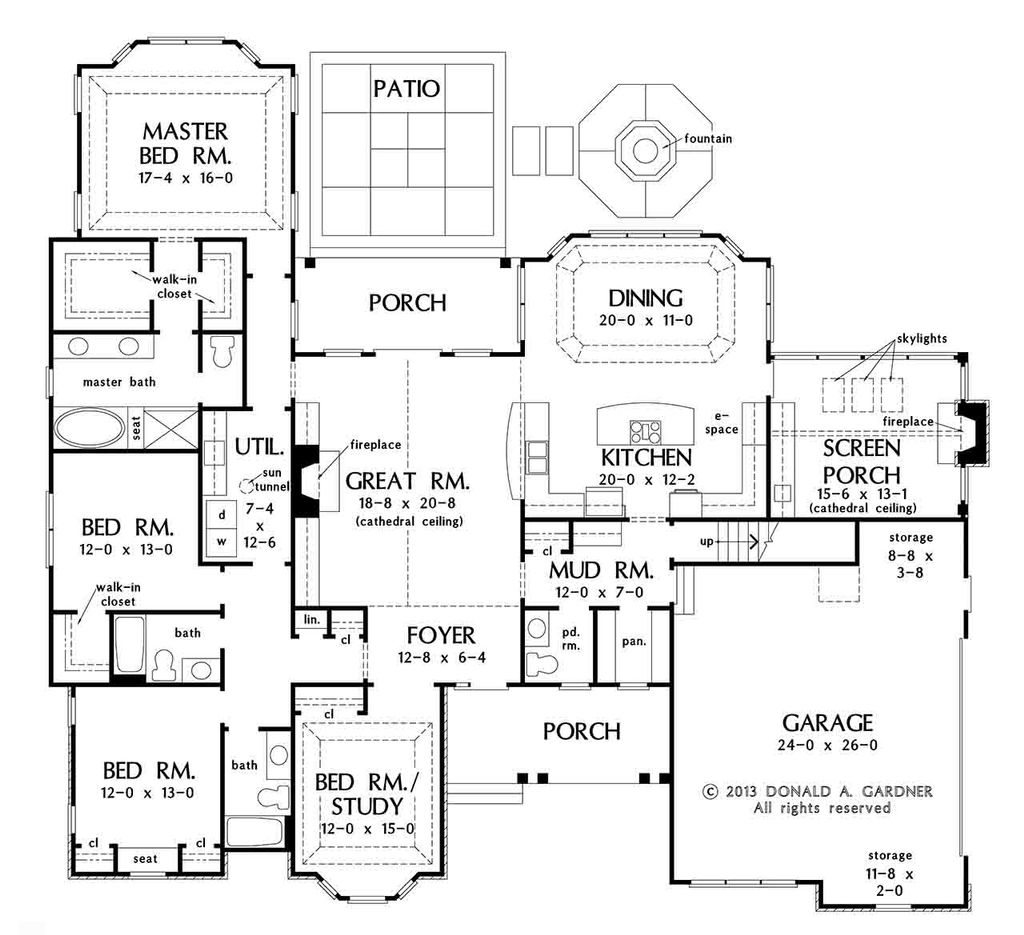 PATIO
MASTER
BED RM.
17-4 x 16-0
fountain
walk-in
closet
PORCH
DINING
20-0 x 11-0
skylights
master bath
seat
UTIL.
sun
tunnel
7-4
x
12-6
d
w
fireplace
GREAT RM.
18-8 x 20-8
(cathedral ceiling)
e-
space
KITCHEN
20-0 x 12-2
fireplace
SCREEN
PORCH
15-6 x 13-1
(cathedral ceiling)
BED RM.
12-0 x 13-0
walk-in
closet
bath
lin.
cl
FOYER
12-8 x 6-4
cl
MUD RM.
12-0 x 7-0
up
storage
8-8 x
3-8
pd.
rm.
pan.
cl
PORCH
GARAGE
24-0 x 26-0
BED RM.
12-0 x 13-0
bath
BED RM./
STUDY
12-0 x 15-0
© 2013 DONALD A. GARDNER
All rights reserved
cl
seat
cl
storage
11-8 x
2-0